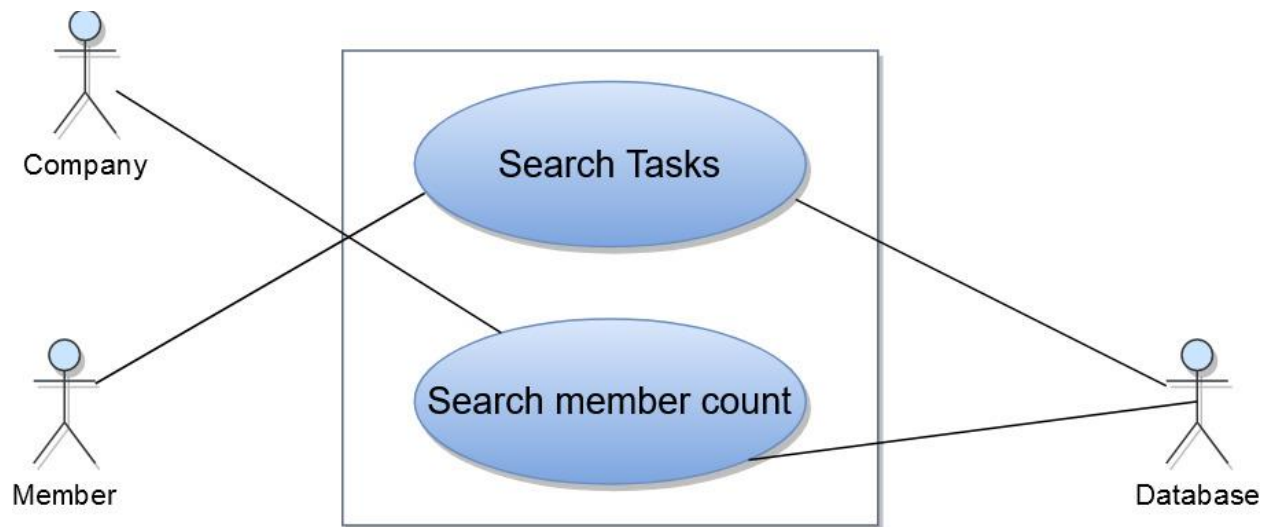 Company
Search Tasks
Search member count
Member
Database